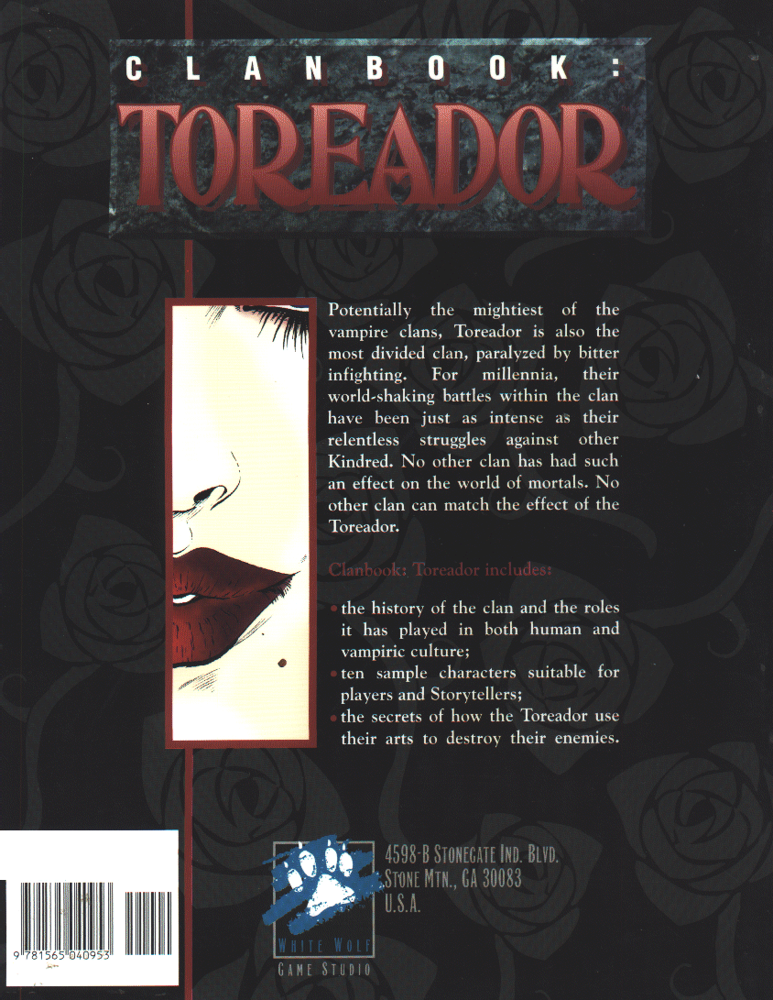 CLANBOOK:
TOREADOR
Potentially the mightiest of the
vampire clans, Toreador is also the
most divided clan, paralyzed by bitter
infighting. For millennia, their
world-shaking battles within the clan
have been just as intense as their
relentless struggles against other
Kindred. No other clan has had such
an effect on the world of mortals. No
other clan can match the effect of the
Toreador.
Clanbook: Toreador includes:
• the history of the clan and the roles
it has played in both human and
vampiric culture;
• ten sample characters suitable for
players and Storytellers;
• the secrets of how the Toreador use
their arts to destroy their enemies.
4598-B Stonegate Ind. Blvd.
Stone Mtn., GA 30083
U.S.A.
White Wolf
Game Studio
9 781565 040953